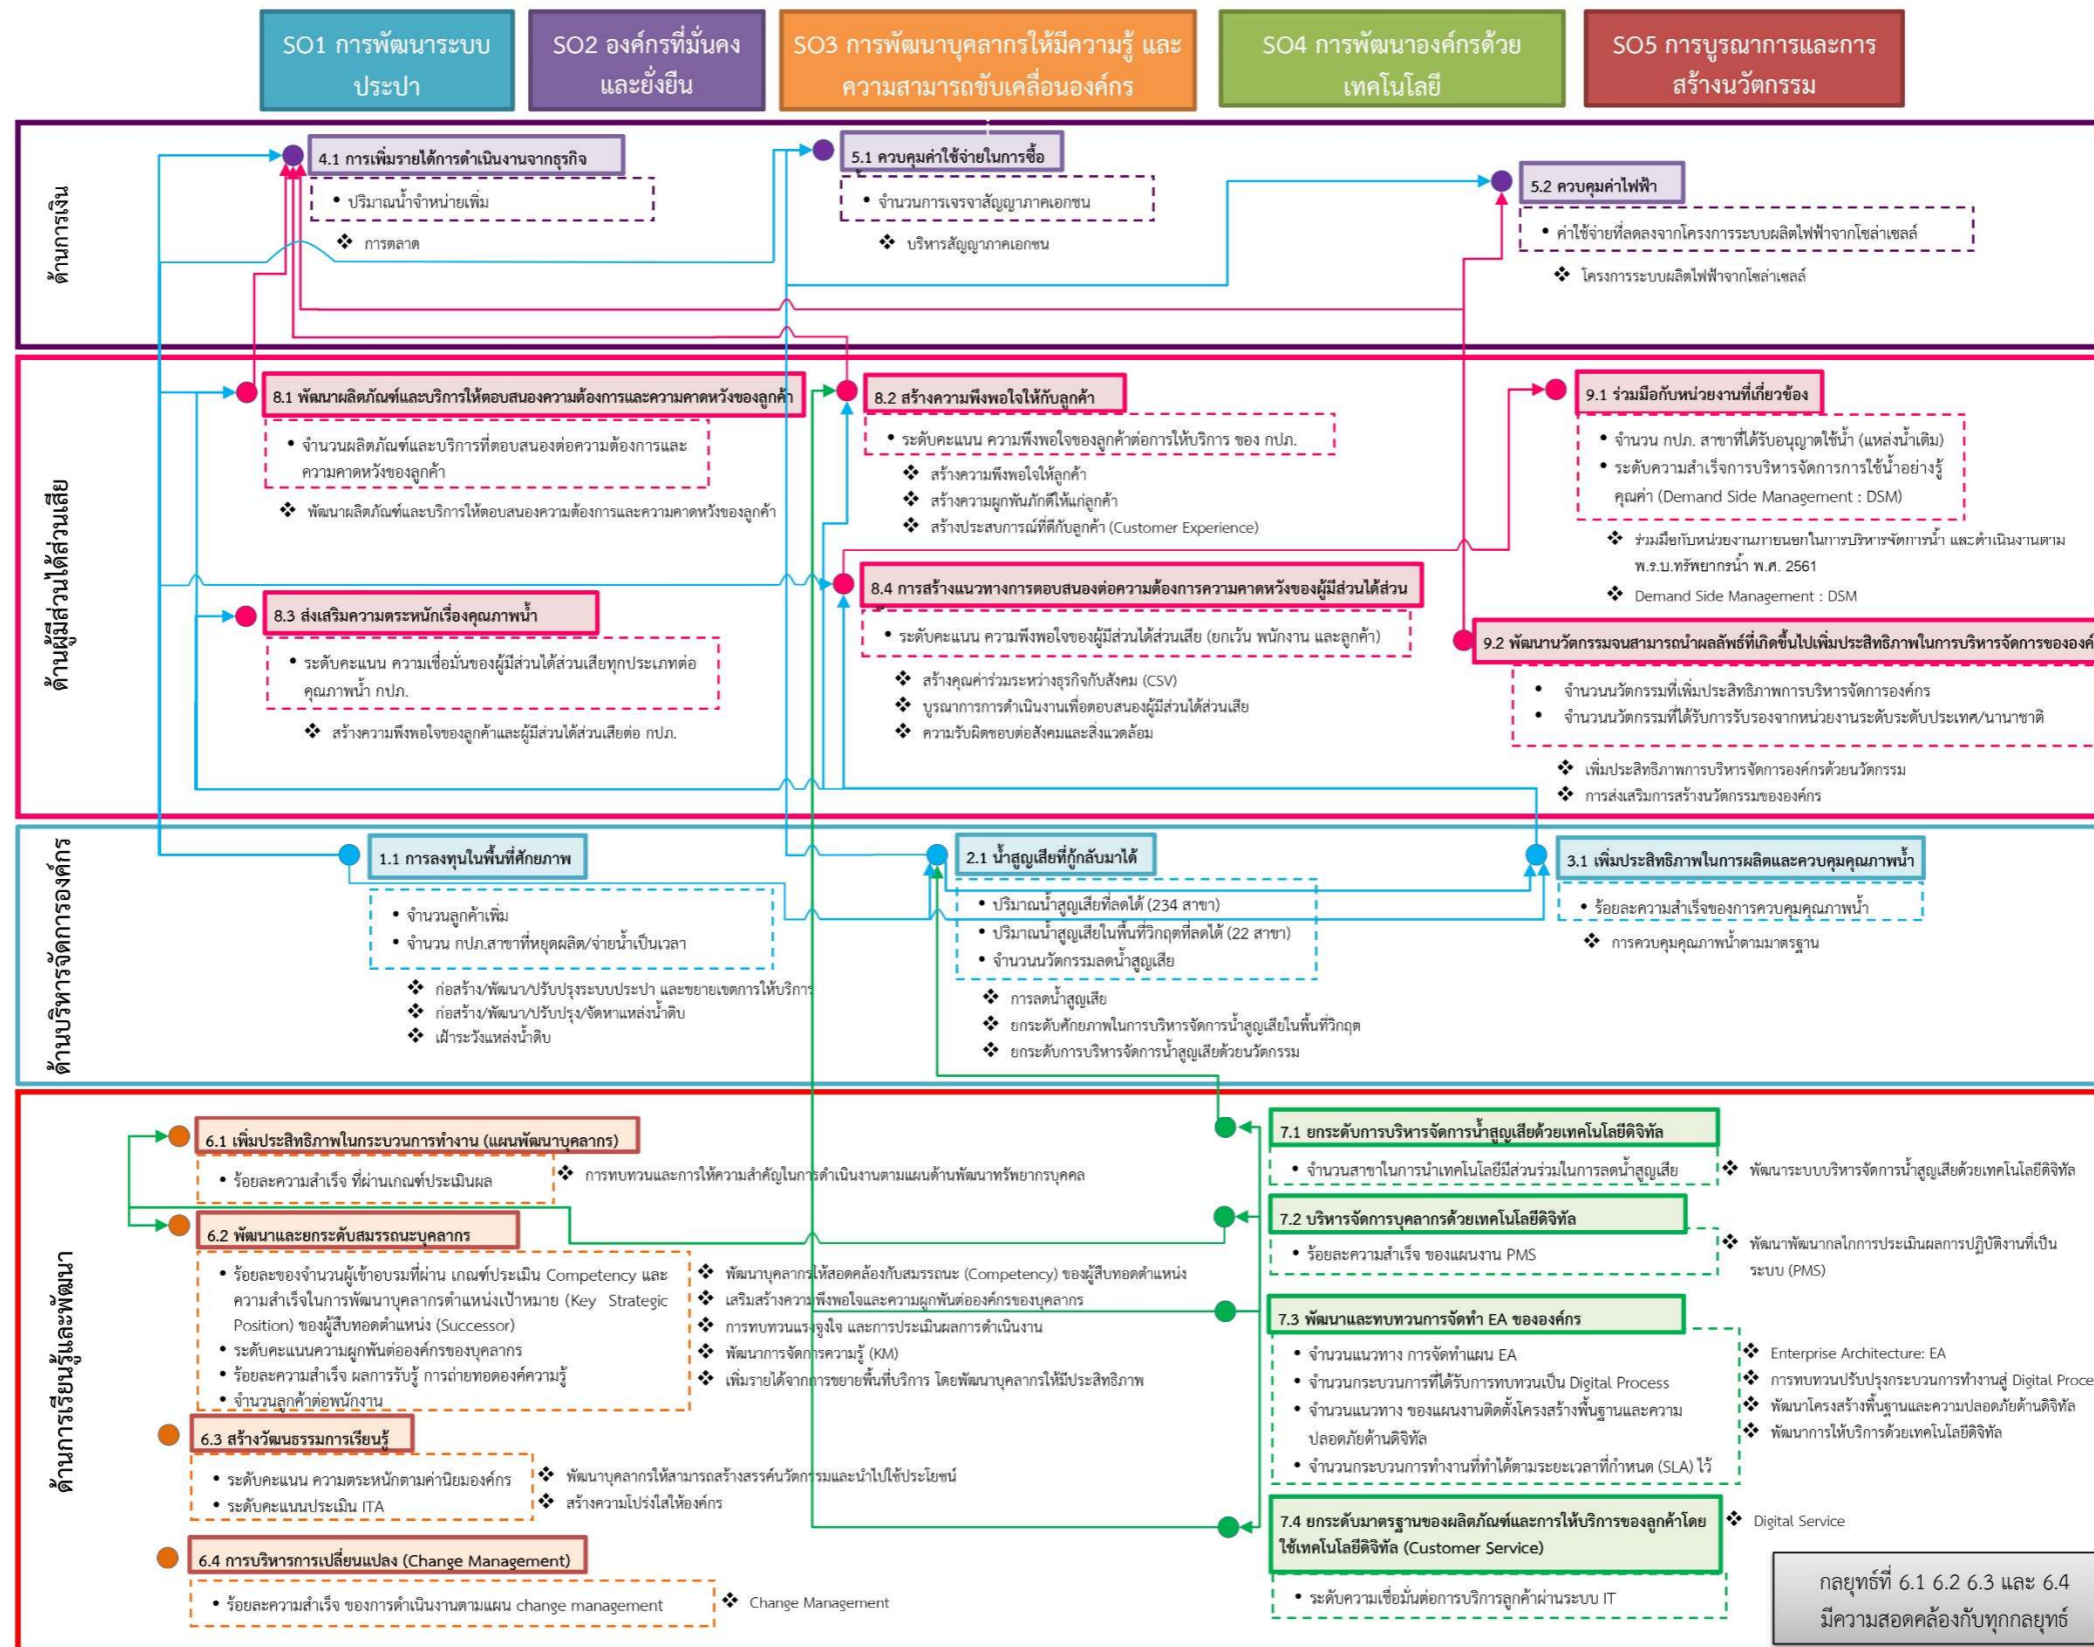 SO1 การพัฒนาระบบ
ประปา
SO2 องค์กรที่มั่นคง
และยั่งยืน
SO3 การพัฒนาบุคลากรให้มีความรู้ และ
ความสามารถขับเคลื่อนองค์กร
SO4 การพัฒนาองค์กรด้วย
เทคโนโลยี
SO5 การบูรณาการและการ
สร้างนวัตกรรม
ด้านการเงิน
4.1 การเพิ่มรายได้การดำเนินงานจากธุรกิจ
• ปริมาณน้ำจำหน่ายเพิ่ม
❖ การตลาด
5.1 ควบคุมค่าใช้จ่ายในการซื้อ
• จำนวนการเจรจาสัญญาภาคเอกชน
❖ บริหารสัญญาภาคเอกชน
5.2 ควบคุมค่าไฟฟ้า
• ค่าใช้จ่ายที่ลดลงจากโครงการระบบผลิตไฟฟ้าจากโซล่าเซลล์
❖ โครงการระบบผลิตไฟฟ้าจากโซล่าเซลล์
ด้านผู้มีส่วนได้ส่วนเสีย
8.1 พัฒนาผลิตภัณฑ์และบริการให้ตอบสนองความต้องการและความคาดหวังของลูกค้า
• จำนวนผลิตภัณฑ์และบริการที่ตอบสนองต่อความต้องการและ
ความคาดหวังของลูกค้า
❖ พัฒนาผลิตภัณฑ์และบริการให้ตอบสนองความต้องการและความคาดหวังของลูกค้า
8.2 สร้างความพึงพอใจให้กับลูกค้า
• ระดับคะแนน ความพึงพอใจของลูกค้าต่อการให้บริการ ของ กปภ.
❖ สร้างความพึงพอใจให้ลูกค้า
❖ สร้างความผูกพันภักดีให้แก่ลูกค้า
❖ สร้างประสบการณ์ที่ดีกับลูกค้า (Customer Experience)
9.1 ร่วมมือกับหน่วยงานที่เกี่ยวข้อง
• จำนวน กปภ. สาขาที่ได้รับอนุญาตใช้น้ำ (แหล่งน้ำเดิม)
• ระดับความสำเร็จการบริหารจัดการการใช้น้ำอย่างรู้
คุณค่า (Demand Side Management : DSM)
❖ ร่วมมือกับหน่วยงานภายนอกในการบริหารจัดการน้ำ และดำเนินงานตาม
พ.ร.บ.ทรัพยากรน้ำ พ.ศ. 2561
❖ Demand Side Management : DSM
8.3 ส่งเสริมความตระหนักเรื่องคุณภาพน้ำ
• ระดับคะแนน ความเชื่อมั่นของผู้มีส่วนได้ส่วนเสียทุกประเภทต่อ
คุณภาพน้ำ กปภ.
❖ สร้างความพึงพอใจของลูกค้าและผู้มีส่วนได้ส่วนเสียต่อ กปภ.
8.4 การสร้างแนวทางการตอบสนองต่อความต้องการความคาดหวังของผู้มีส่วนได้ส่วน
• ระดับคะแนน ความพึงพอใจของผู้มีส่วนได้ส่วนเสีย (ยกเว้น พนักงาน และลูกค้า)
❖ สร้างคุณค่าร่วมระหว่างธุรกิจกับสังคม (CSV)
❖ บูรณาการการดำเนินงานเพื่อตอบสนองผู้มีส่วนได้ส่วนเสีย
❖ ความรับผิดชอบต่อสังคมและสิ่งแวดล้อม
9.2 พัฒนานวัตกรรมจนสามารถนำผลลัพธ์ที่เกิดขึ้นไปเพิ่มประสิทธิภาพในการบริหารจัดการขององค์
• จำนวนนวัตกรรมที่เพิ่มประสิทธิภาพการบริหารจัดการองค์กร
• จำนวนนวัตกรรมที่ได้รับการรับรองจากหน่วยงานระดับระดับประเทศ/นานาชาติ
❖ เพิ่มประสิทธิภาพการบริหารจัดการองค์กรด้วยนวัตกรรม
❖ การส่งเสริมการสร้างนวัตกรรมขององค์กร
ด้านบริหารจัดการองค์กร
1.1 การลงทุนในพื้นที่ศักยภาพ
• จำนวนลูกค้าเพิ่ม
• จำนวน กปภ.สาขาที่หยุดผลิต/จ่ายน้ำเป็นเวลา
❖ ก่อสร้าง/พัฒนา/ปรับปรุงระบบประปา และขยายเขตการให้บริการ
❖ ก่อสร้าง/พัฒนา/ปรับปรุง/จัดหาแหล่งน้ำดิบ
❖ เฝ้าระวังแหล่งน้ำดิบ
2.1 น้ำสูญเสียที่กู้กลับมาได้
• ปริมาณน้ำสูญเสียที่ลดได้ (234 สาขา)
• ปริมาณน้ำสูญเสียในพื้นที่วิกฤตที่ลดได้ (22 สาขา)
• จำนวนนวัตกรรมลดน้ำสูญเสีย
❖ การลดน้ำสูญเสีย
❖ ยกระดับศักยภาพในการบริหารจัดการน้ำสูญเสียในพื้นที่วิกฤต
❖ ยกระดับการบริหารจัดการน้ำสูญเสียด้วยนวัตกรรม
3.1 เพิ่มประสิทธิภาพในการผลิตและควบคุมคุณภาพน้ำ
• ร้อยละความสำเร็จของการควบคุมคุณภาพน้ำ
❖ การควบคุมคุณภาพน้ำตามมาตรฐาน
ด้านการเรียนรู้และพัฒนา
6.1 เพิ่มประสิทธิภาพในกระบวนการทำงาน (แผนพัฒนาบุคลากร)
• ร้อยละความสำเร็จ ที่ผ่านเกณฑ์ประเมินผล
❖ การทบทวนและการให้ความสำคัญในการดำเนินงานตามแผนด้านพัฒนาทรัพยากรบุคคล
6.2 พัฒนาและยกระดับสมรรถนะบุคลากร
• ร้อยละของจำนวนผู้เข้าอบรมที่ผ่าน เกณฑ์ประเมิน Competency และ
ความสำเร็จในการพัฒนาบุคลากรตำแหน่งเป้าหมาย (Key Strategic
Position) ของผู้สืบทอดตำแหน่ง (Successor)
• ระดับคะแนนความผูกพันต่อองค์กรของบุคลากร
• ร้อยละความสำเร็จ ผลการรับรู้ การถ่ายทอดองค์ความรู้
• จำนวนลูกค้าต่อพนักงาน
❖ พัฒนาบุคลากรให้สอดคล้องกับสมรรถนะ (Competency) ของผู้สืบทอดตำแหน่ง
❖ เสริมสร้างความพึงพอใจและความผูกพันต่อองค์กรของบุคลากร
❖ การทบทวนแรงจูงใจ และการประเมินผลการดำเนินงาน
❖ พัฒนาการจัดการความรู้ (KM)
❖ เพิ่มรายได้จากการขยายพื้นที่บริการ โดยพัฒนาบุคลากรให้มีประสิทธิภาพ
6.3 สร้างวัฒนธรรมการเรียนรู้
• ระดับคะแนน ความตระหนักตามค่านิยมองค์กร
• ระดับคะแนนประเมิน ITA
❖ พัฒนาบุคลากรให้สามารถสร้างสรรค์นวัตกรรมและนำไปใช้ประโยชน์
❖ สร้างความโปร่งใสให้องค์กร
6.4 การบริหารการเปลี่ยนแปลง (Change Management)
• ร้อยละความสำเร็จ ของการดำเนินงานตามแผน change management
❖ Change Management
7.1 ยกระดับการบริหารจัดการน้ำสูญเสียด้วยเทคโนโลยีดิจิทัล
• จำนวนสาขาในการนำเทคโนโลยีมีส่วนร่วมในการลดน้ำสูญเสีย
❖ พัฒนาระบบบริหารจัดการน้ำสูญเสียด้วยเทคโนโลยีดิจิทัล
7.2 บริหารจัดการบุคลากรด้วยเทคโนโลยีดิจิทัล
• ร้อยละความสำเร็จ ของแผนงาน PMS
❖ พัฒนาพัฒนากลไกการประเมินผลการปฏิบัติงานที่เป็น
ระบบ (PMS)
7.3 พัฒนาและทบทวนการจัดทำ EA ขององค์กร
• จำนวนแนวทาง การจัดทำแผน EA
• จำนวนกระบวนการที่ได้รับการทบทวนเป็น Digital Process
• จำนวนแนวทาง ของแผนงานติดตั้งโครงสร้างพื้นฐานและความ
ปลอดภัยด้านดิจิทัล
• จำนวนกระบวนการทำงานที่ทำได้ตามระยะเวลาที่กำหนด (SLA) ไว้
❖ Enterprise Architecture: EA
❖ การทบทวนปรับปรุงกระบวนการทำงานสู่ Digital Proce
❖ พัฒนาโครงสร้างพื้นฐานและความปลอดภัยด้านดิจิทัล
❖ พัฒนาการให้บริการด้วยเทคโนโลยีดิจิทัล
7.4 ยกระดับมาตรฐานของผลิตภัณฑ์และการให้บริการของลูกค้าโดย
ใช้เทคโนโลยีดิจิทัล (Customer Service)
• ระดับความเชื่อมั่นต่อการบริการลูกค้าผ่านระบบ IT
❖ Digital Service
กลยุทธ์ที่ 6.1 6.2 6.3 และ 6.4
มีความสอดคล้องกับทุกกลยุทธ์